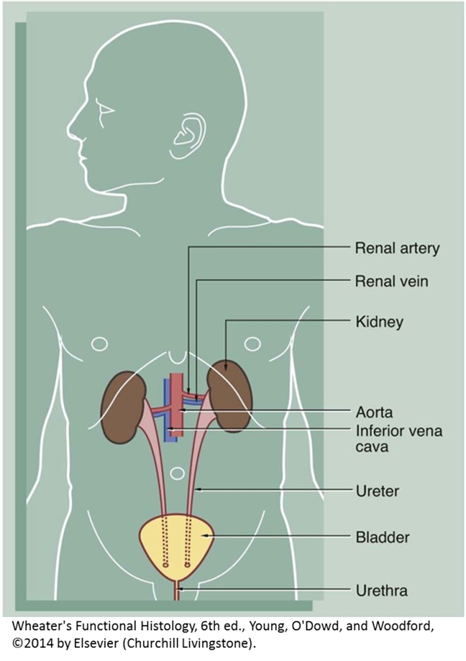 Renal artery
Renal vein
Kidney
Aorta
Inferior vena
cava
Ureter
Bladder
Urethra
Wheater's Functional Histology, 6th ed., Young, O'Dowd, and Woodford,
©2014 by Elsevier (Churchill Livingstone).